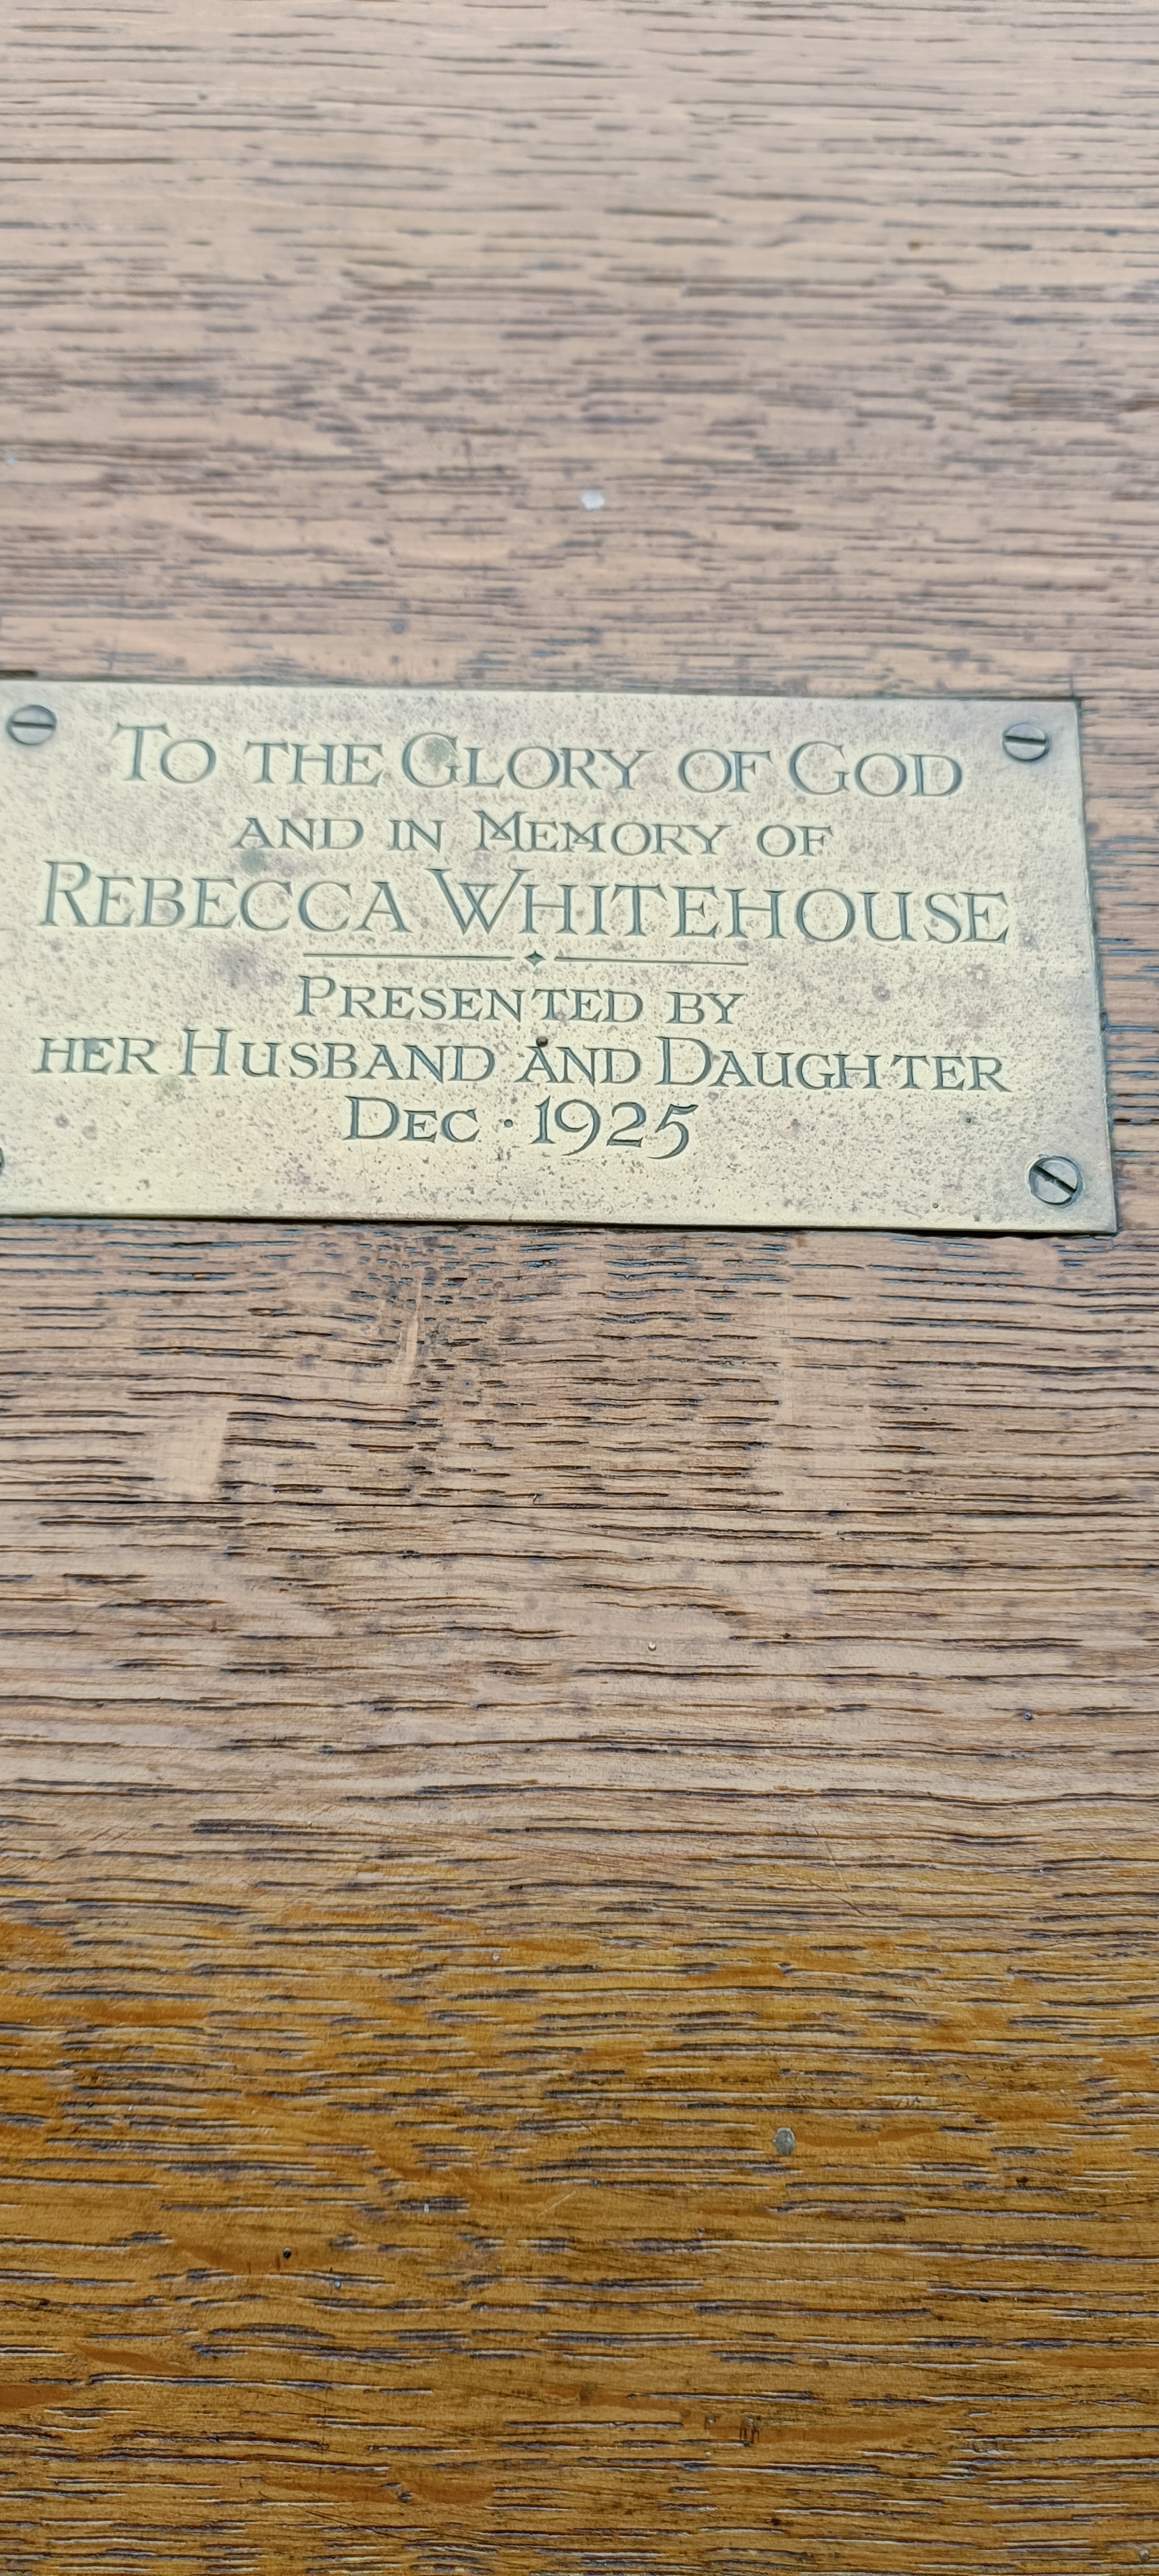 To the Glory of God
and in Memory of
Rebecca Whitehouse
Presented by
her Husband and Daughter
Dec · 1925